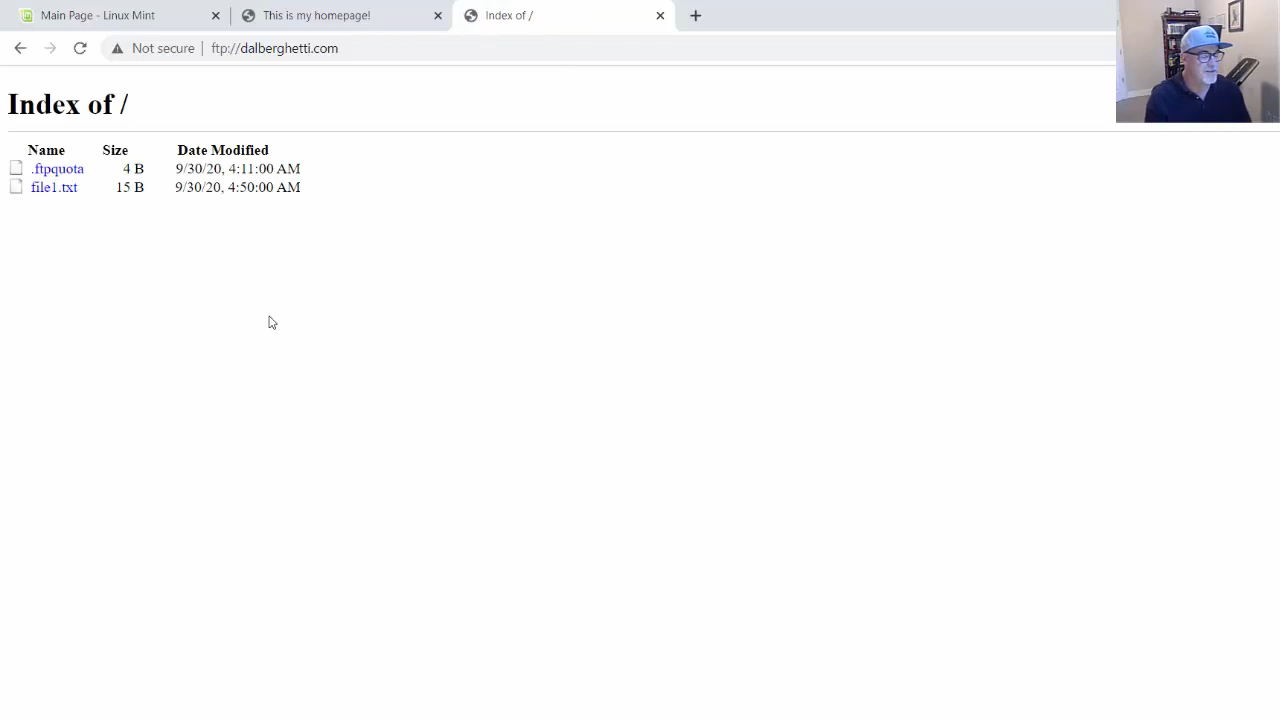 Main Page - Linux Mint
This is my homepage!
Index of /
Not secure | ftp://dalberghetti.com
Index of /
Name Size Date Modified
.ftpquota 4 B 9/30/20, 4:11:00 AM
file1.txt 15 B 9/30/20, 4:50:00 AM